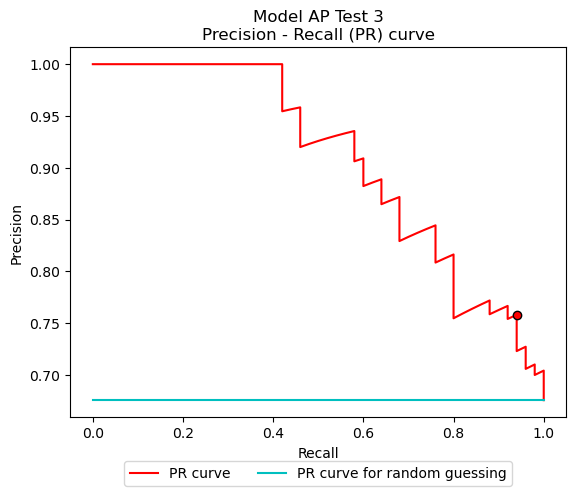 Model AP Test 3
Precision - Recall (PR) curve
1.00
0.95
0.90
0.85
0.80
0.75
0.70
Precision
0.0 0.2 0.4 0.6 0.8 1.0
Recall
PR curve PR curve for random guessing